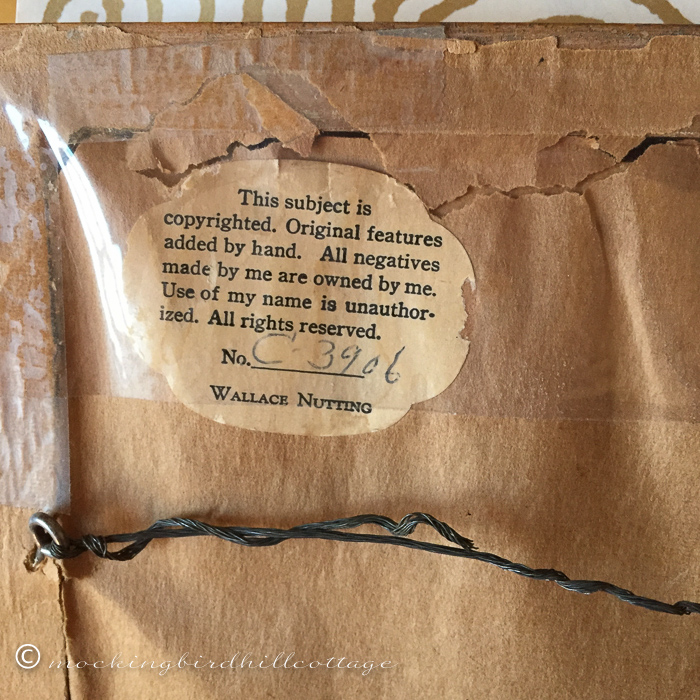 This subject is
copyrighted. Original features
added by hand. All negatives
made by me are owned by me.
Use of my name is unauthor-
ized. All rights reserved.
No. C-3906
WALLACE NUTTING
© mockingbirdhillcottage